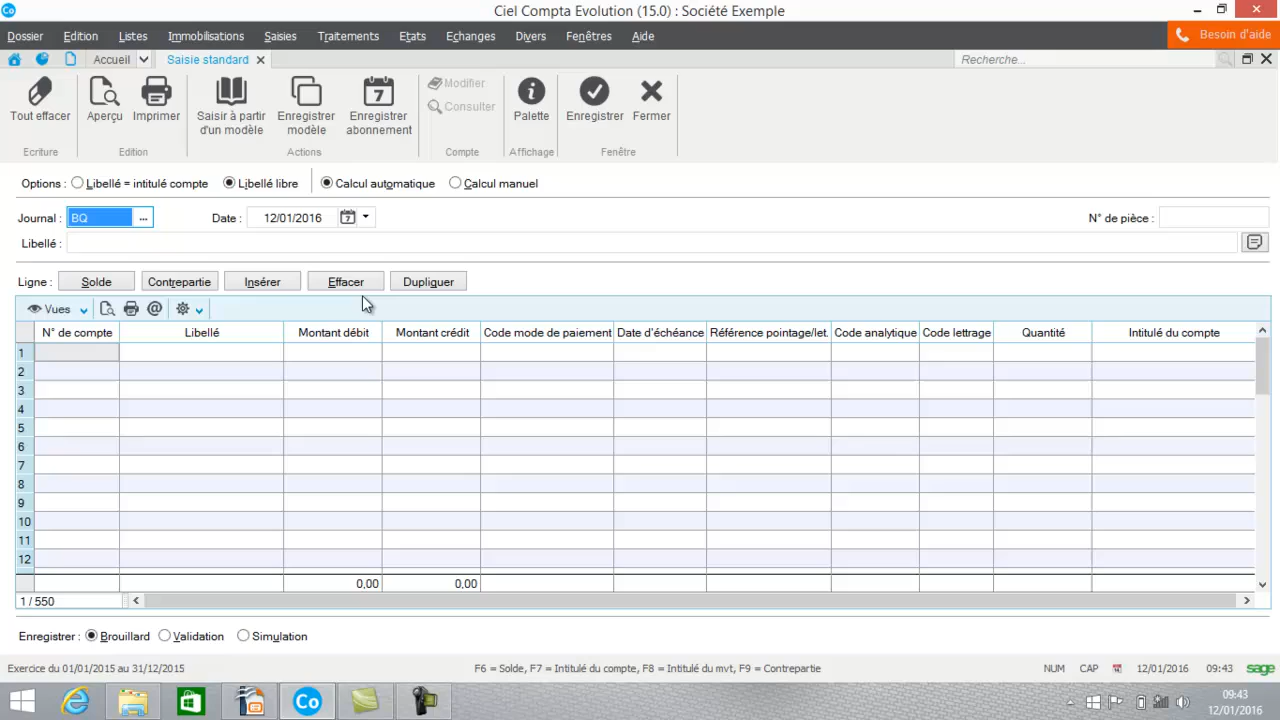 Co
Ciel Compta Evolution (15.0) : Société Exemple
Dossier Edition Listes Immobilisations Saisies Traitements Etats Echanges Divers Fenêtres Aide
Besoin d'aide
Accueil Saisie standard Recherche...
Tout effacer Aperçu Imprimer Saisir à partir d'un modèle Enregistrer modèle Enregistrer abonnement Modifier Consulter Palette Enregistrer Fermer
Ecriture Edition Actions Compte Affichage Fenêtre
Options : Libellé = intitulé compte Libellé libre Calcul automatique Calcul manuel
Journal : BQ ... Date : 12/01/2016 N° de pièce :
Libellé :
Ligne : Solde Contrepartie Insérer Effacer Dupliquer
Vues
N° de compte Libellé Montant débit Montant crédit Code mode de paiement Date d'échéance Référence pointage/let. Code analytique Code lettrage Quantité Intitulé du compte
1
2
3
4
5
6
7
8
9
10
11
12
0,00 0,00
1 / 550
Enregistrer : Brouillard Validation Simulation
Exercice du 01/01/2015 au 31/12/2015 F6 = Solde, F7 = Intitulé du compte, F8 = Intitulé du mvt, F9 = Contrepartie NUM CAP 12/01/2016 09:43 sage
Co
09:43
12/01/2016